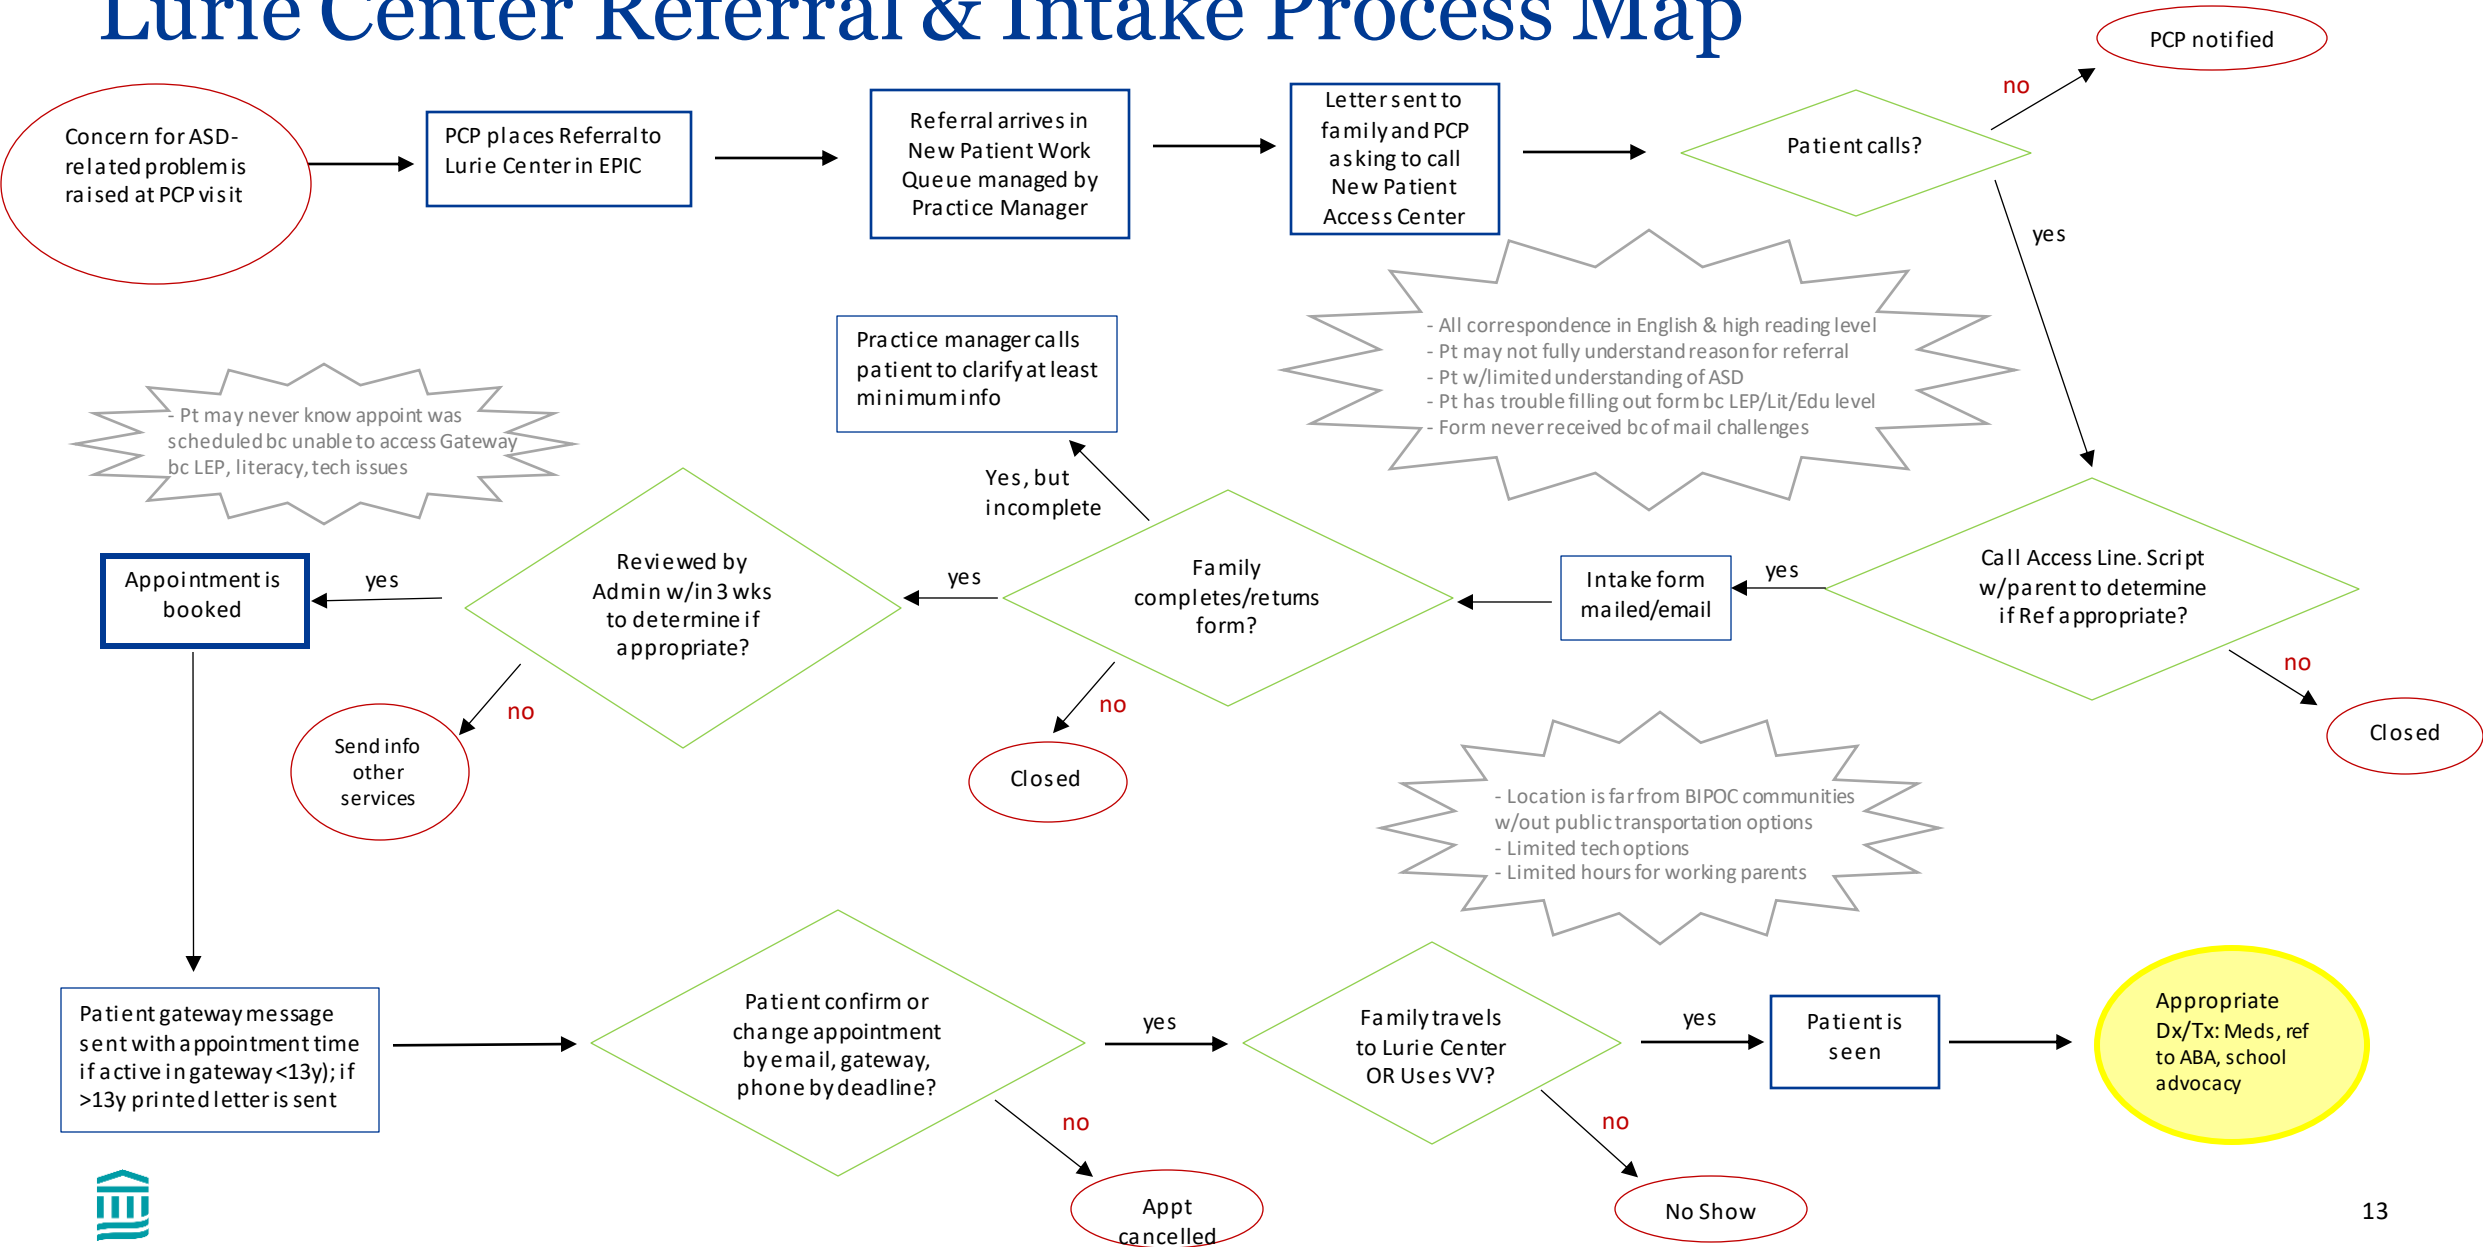 Lurie Center Referral & Intake Process Map
PCP notified
no
Concern for ASD-
related problem is
raised at PCP visit
PCP places Referral to
Lurie Center in EPIC
Referral arrives in
New Patient Work
Queue managed by
Practice Manager
Letter sent to
family and PCP
asking to call
New Patient
Access Center
Patient calls?
yes
- All correspondence in English & high reading level
- Pt may not fully understand reason for referral
- Pt w/limited understanding of ASD
- Pt has trouble filling out form bc LEP/Lit/Edu level
- Form never received bc of mail challenges
Practice manager calls
patient to clarify at least
minimum info
- Pt may never know appoint was
scheduled bc unable to access Gateway
bc LEP, literacy, tech issues
Yes, but
incomplete
Call Access Line. Script
w/parent to determine
if Ref appropriate?
yes
no
Closed
Intake form
mailed/email
Family
completes/returns
form?
yes
no
Closed
Reviewed by
Admin w/in 3 wks
to determine if
appropriate?
yes
no
Send info
other
services
Appointment is
booked
- Location is far from BIPOC communities
w/out public transportation options
- Limited tech options
- Limited hours for working parents
Patient gateway message
sent with appointment time
if active in gateway <13y); if
>13y printed letter is sent
Patient confirm or
change appointment
by email, gateway,
phone by deadline?
yes
no
Appt
cancelled
Family travels
to Lurie Center
OR Uses VV?
yes
no
No Show
Patient is
seen
Appropriate
Dx/Tx: Meds, ref
to ABA, school
advocacy
13